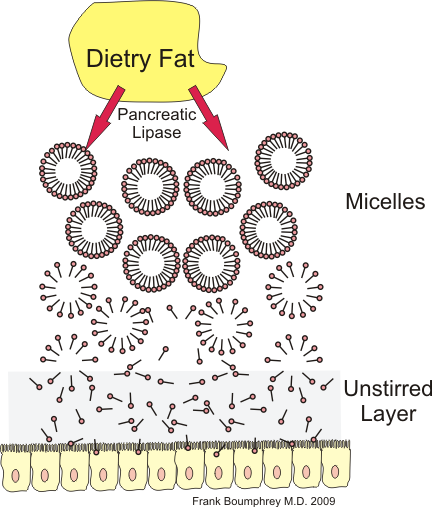 Dietry Fat
Pancreatic
Lipase
Micelles
Unstirred
Layer
Frank Boumphrey M.D. 2009